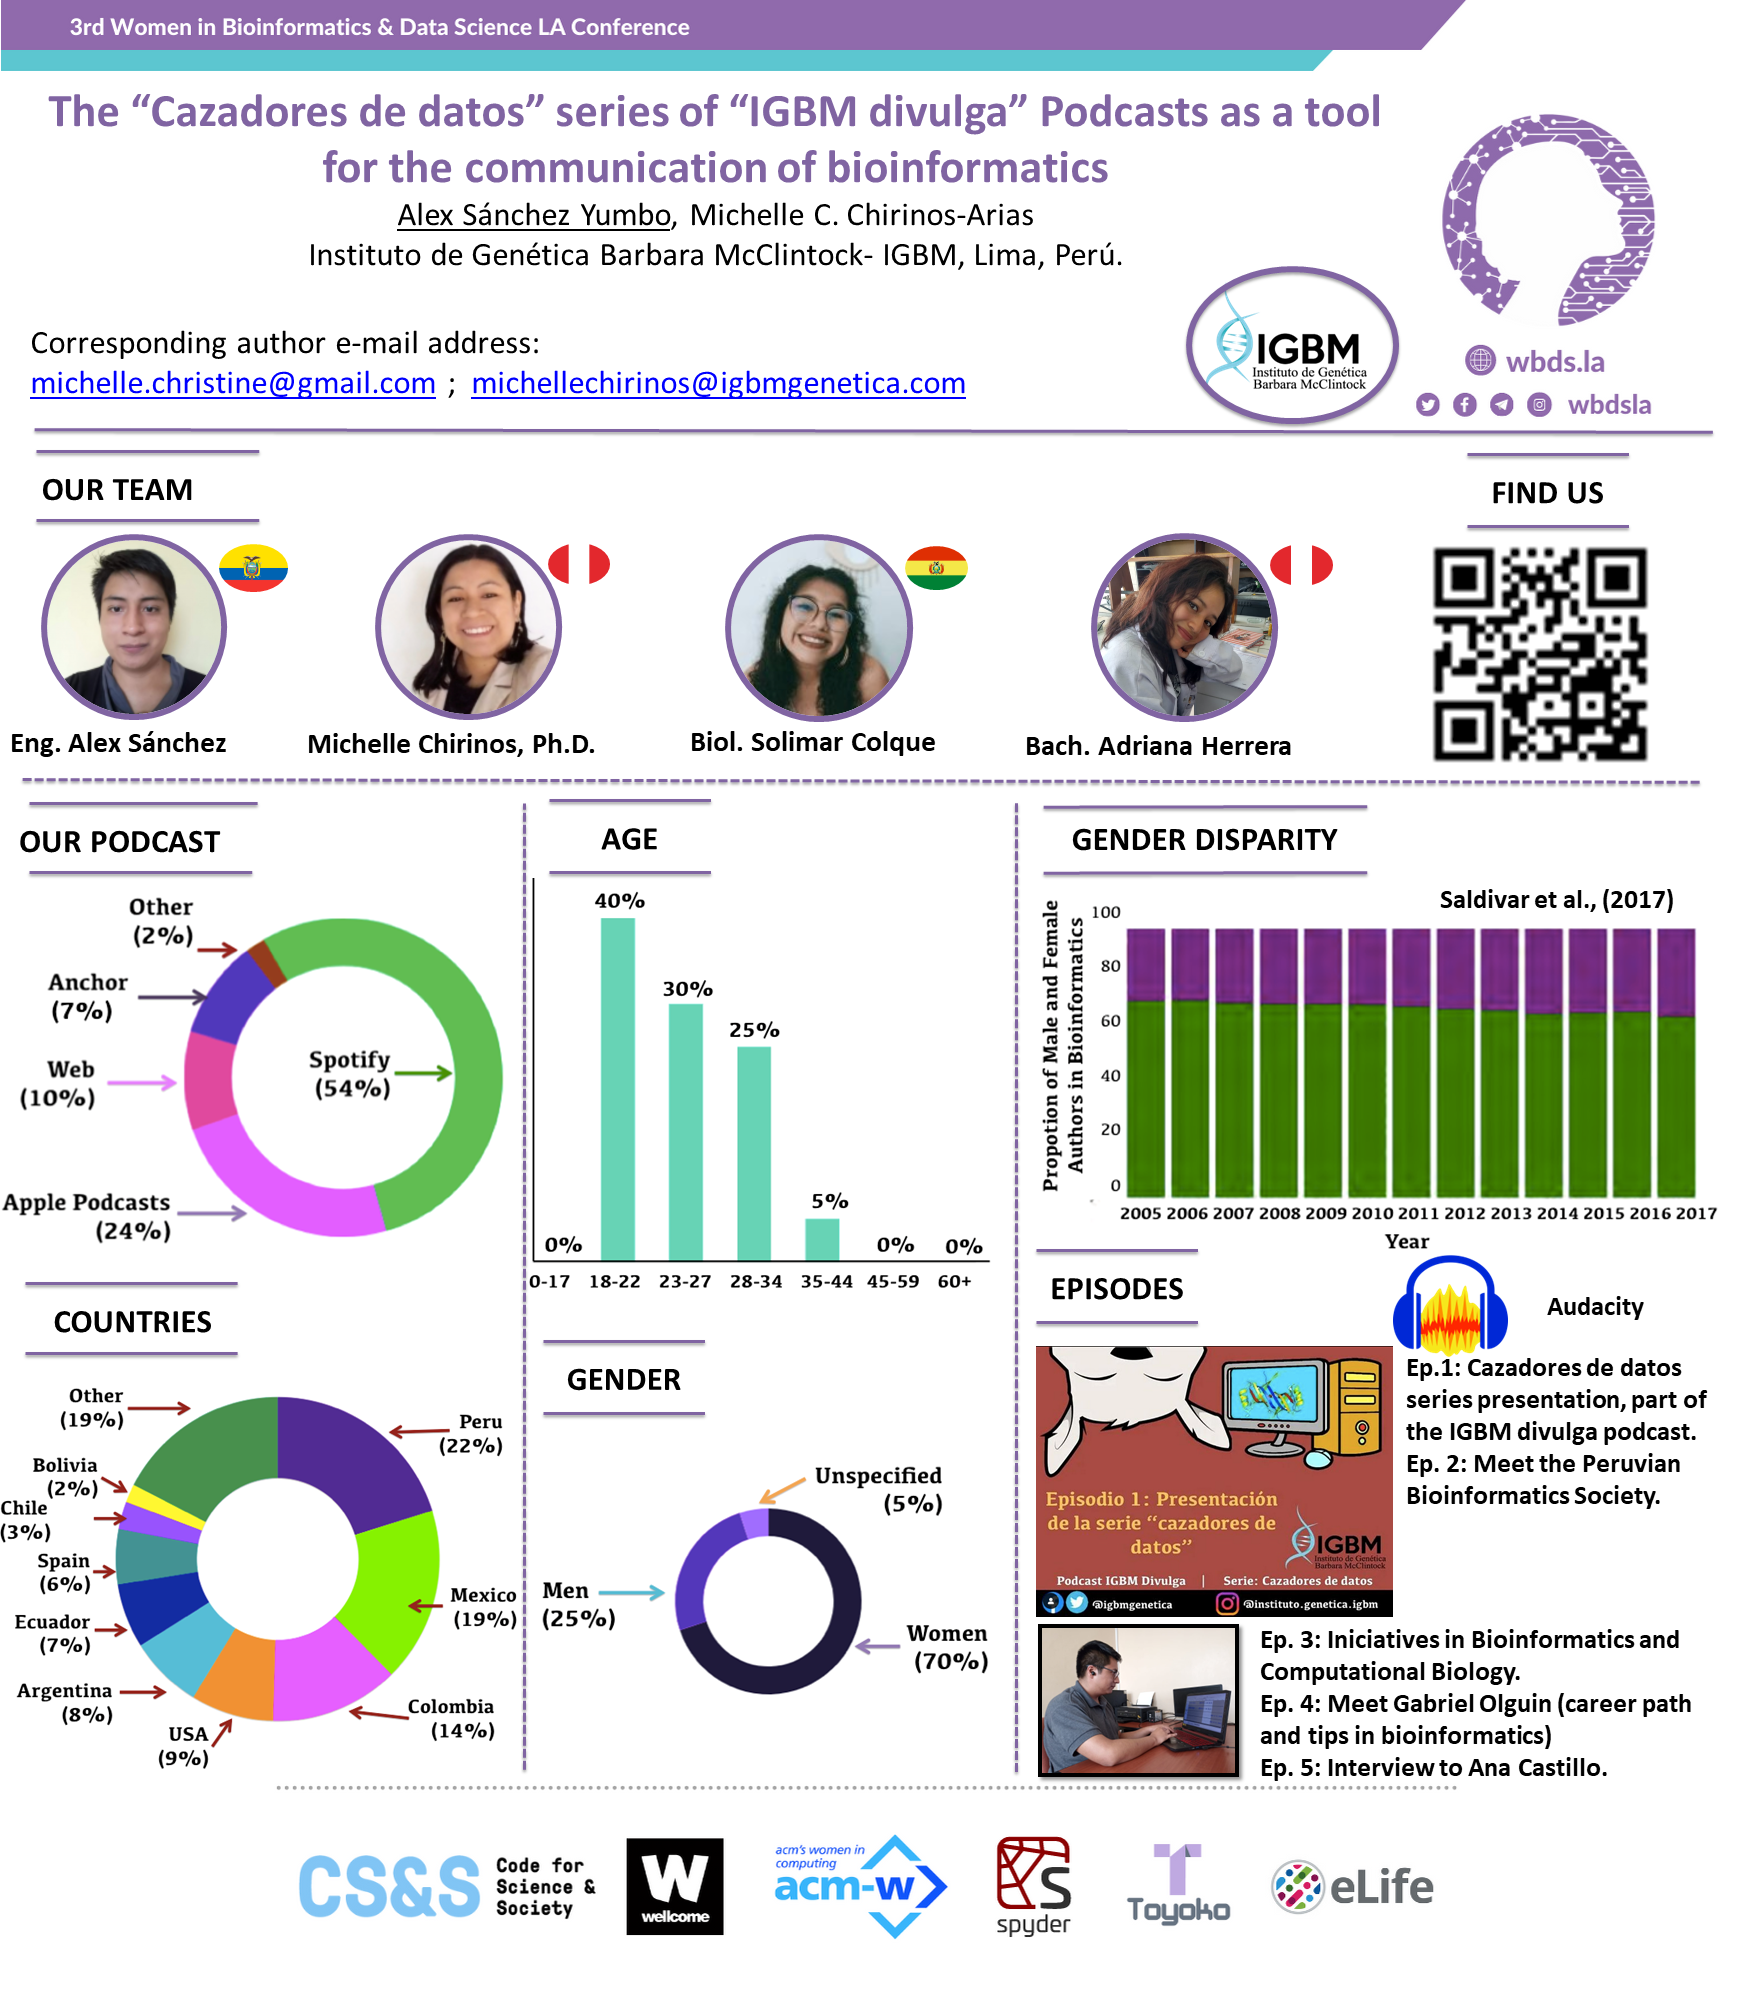 3rd Women in Bioinformatics & Data Science LA Conference
The “Cazadores de datos” series of “IGBM divulga” Podcasts as a tool
for the communication of bioinformatics
Alex Sánchez Yumbo, Michelle C. Chirinos-Arias
Instituto de Genética Barbara McClintock- IGBM, Lima, Perú.
Corresponding author e-mail address:
michelle.christine@gmail.com ; michellechirinos@igbmgenetica.com
IGBM
Instituto de Genética
Barbara McClintock
wbds.la
wbdsla
OUR TEAM
FIND US
Eng. Alex Sánchez
Michelle Chirinos, Ph.D.
Biol. Solimar Colque
Bach. Adriana Herrera
OUR PODCAST
Other
(2%)
Anchor
(7%)
Web
(10%)
Spotify
(54%)
Apple Podcasts
(24%)
COUNTRIES
Other
(19%)
Peru
(22%)
Bolivia
(2%)
Chile
(3%)
Spain
(6%)
Mexico
(19%)
Ecuador
(7%)
Argentina
(8%)
Colombia
(14%)
USA
(9%)
AGE
40%
30%
25%
5%
0%
0%
0%
0-17 18-22 23-27 28-34 35-44 45-59 60+
GENDER
Unspecified
(5%)
Men
(25%)
Women
(70%)
GENDER DISPARITY
Saldivar et al., (2017)
Propotion of Male and Female
Authors in Bioinformatics
100
80
60
40
20
0
2005 2006 2007 2008 2009 2010 2011 2012 2013 2014 2015 2016 2017
Year
EPISODES
Audacity
Ep.1: Cazadores de datos
series presentation, part of
the IGBM divulga podcast.
Ep. 2: Meet the Peruvian
Bioinformatics Society.
Episodio 1: Presentación
de la serie “cazadores de
datos”
IGBM
Instituto de Genética
Barbara McClintock
Podcast IGBM Divulga | Serie: Cazadores de datos
@igbmgenetica @instituto.genetica.igbm
Ep. 3: Iniciatives in Bioinformatics and
Computational Biology.
Ep. 4: Meet Gabriel Olguin (career path
and tips in bioinformatics)
Ep. 5: Interview to Ana Castillo.
CS&S
Code for
Science &
Society
W
wellcome
acm's women in
computing
acm-w
S
spyder
T
Toyoko
eLife